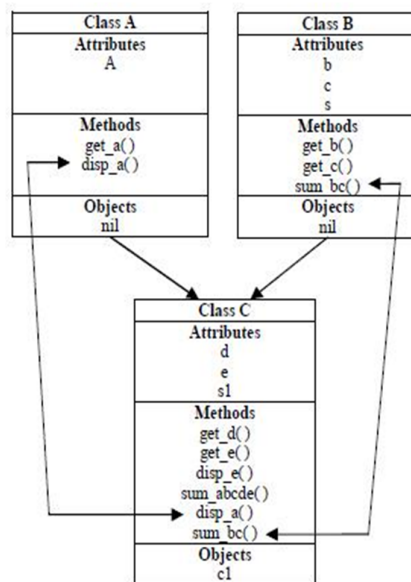 Class A
Attributes
A
Methods
get_a()
disp_a()
Objects
nil
Class B
Attributes
b
c
s
Methods
get_b()
get_c()
sum_bc()
Objects
nil
Class C
Attributes
d
e
s1
Methods
get_d()
get_e()
disp_e()
sum_abcde()
disp_a()
sum_bc()
Objects
c1